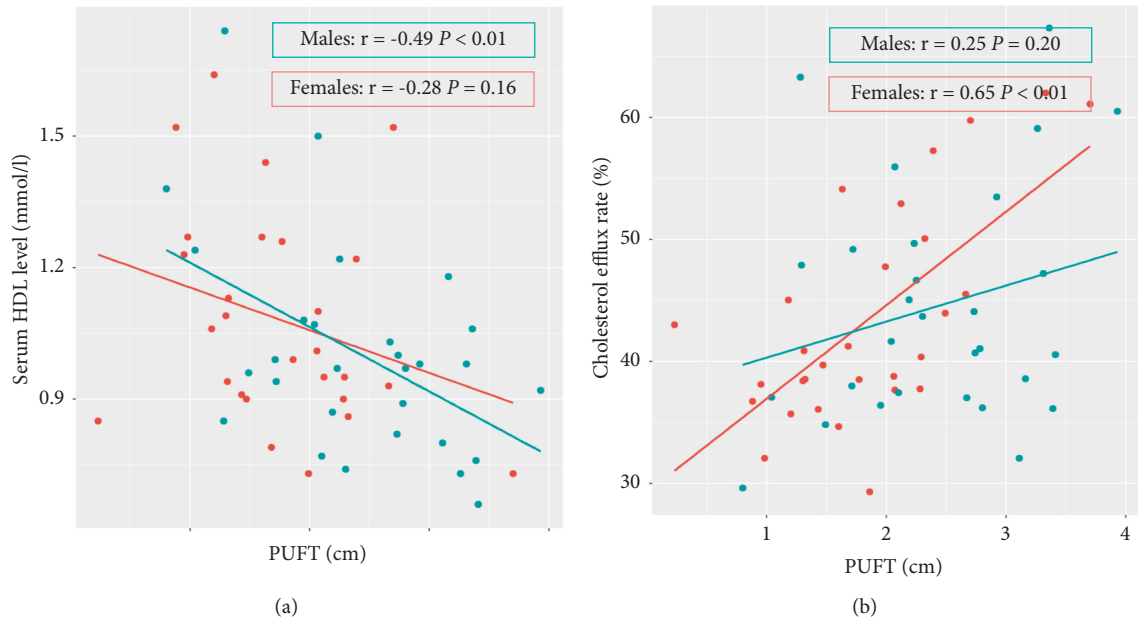 Males: r = -0.49 P < 0.01
Females: r = -0.28 P = 0.16
1.5
1.2
0.9
Serum HDL level (mmol/l)
PUFT (cm)
(a)
Males: r = 0.25 P = 0.20
Females: r = 0.65 P < 0.01
60
50
40
30
Cholesterol efflux rate (%)
1 2 3 4
PUFT (cm)
(b)